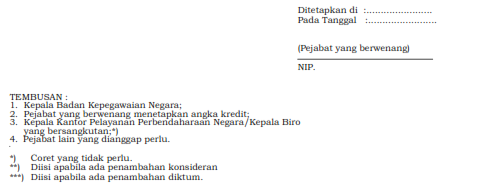 Ditetapkan di :.......................
Pada Tanggal :........................
(Pejabat yang berwenang)
NIP.
TEMBUSAN :
1. Kepala Badan Kepegawaian Negara;
2. Pejabat yang berwenang menetapkan angka kredit;
3. Kepala Kantor Pelayanan Perbendaharaan Negara/Kepala Biro
yang bersangkutan;*)
4. Pejabat lain yang dianggap perlu.
*) Coret yang tidak perlu.
**) Diisi apabila ada penambahan konsideran
***) Diisi apabila ada penambahan diktum.